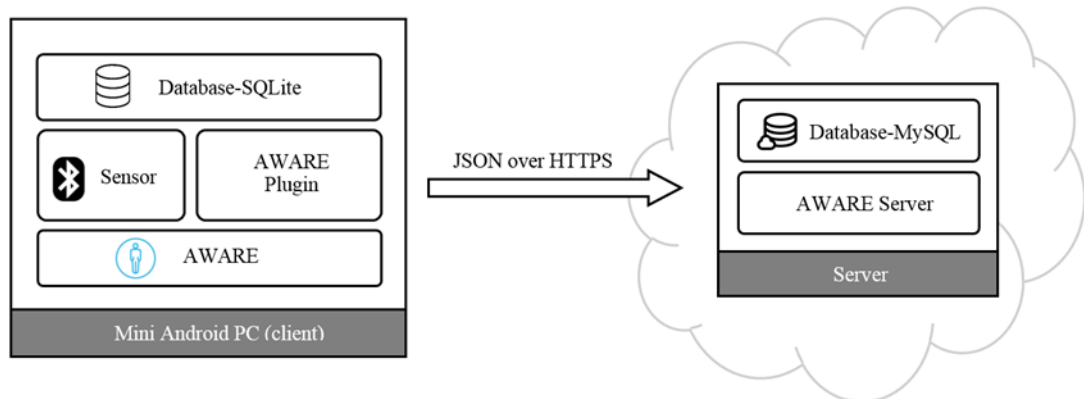 Database-SQLite
Sensor
AWARE
Plugin
AWARE
Mini Android PC (client)
JSON over HTTPS
Database-MySQL
AWARE Server
Server